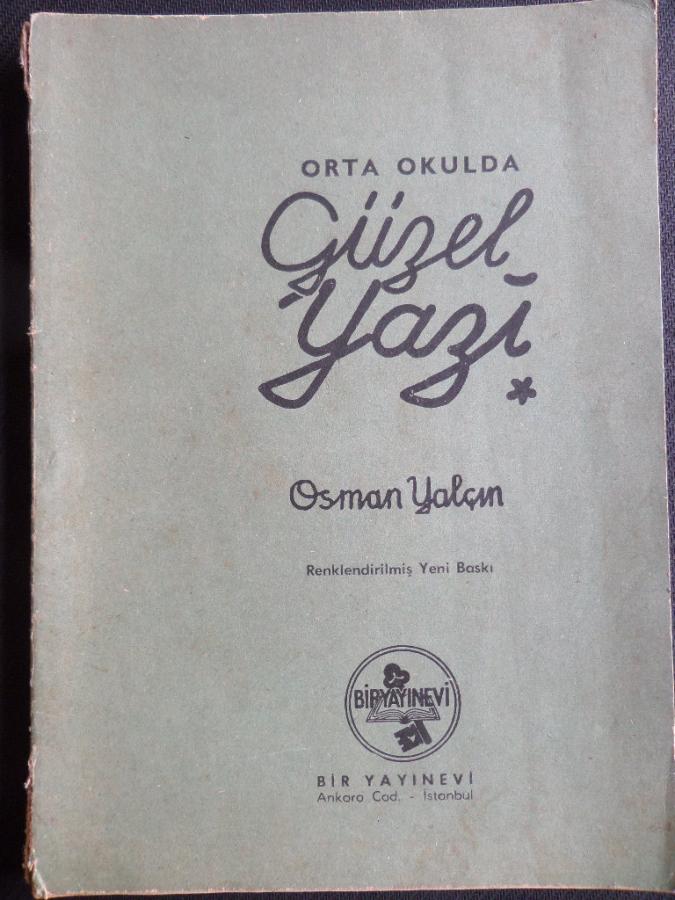 ORTA OKULDA
Güzel
Yazı
Osman Yalçın
Renklendirilmiş Yeni Baskı
BİR YAYINEVİ
BİR YAYINEVİ
Ankara Cad. - İstanbul